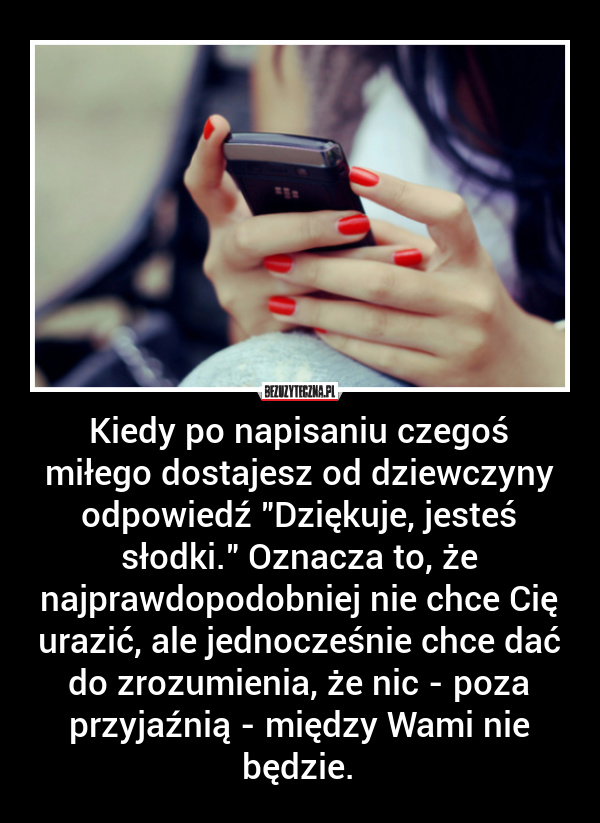 BEZUZYTECZNA.PL
Kiedy po napisaniu czegoś
miłego dostajesz od dziewczyny
odpowiedź "Dziękuje, jesteś
słodki." Oznacza to, że
najprawdopodobniej nie chce Cię
urazić, ale jednocześnie chce dać
do zrozumienia, że nic - poza
przyjaźnią - między Wami nie
będzie.